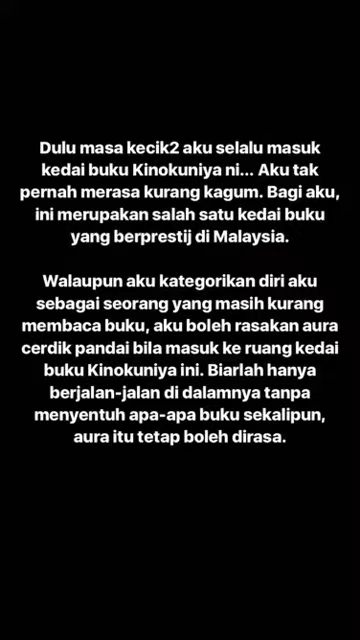 Dulu masa kecik2 aku selalu masuk
kedai buku Kinokuniya ni... Aku tak
pernah merasa kurang kagum. Bagi aku,
ini merupakan salah satu kedai buku
yang berprestij di Malaysia.
Walaupun aku kategorikan diri aku
sebagai seorang yang masih kurang
membaca buku, aku boleh rasakan aura
cerdik pandai bila masuk ke ruang kedai
buku Kinokuniya ini. Biarlah hanya
berjalan-jalan di dalamnya tanpa
menyentuh apa-apa buku sekalipun,
aura itu tetap boleh dirasa.